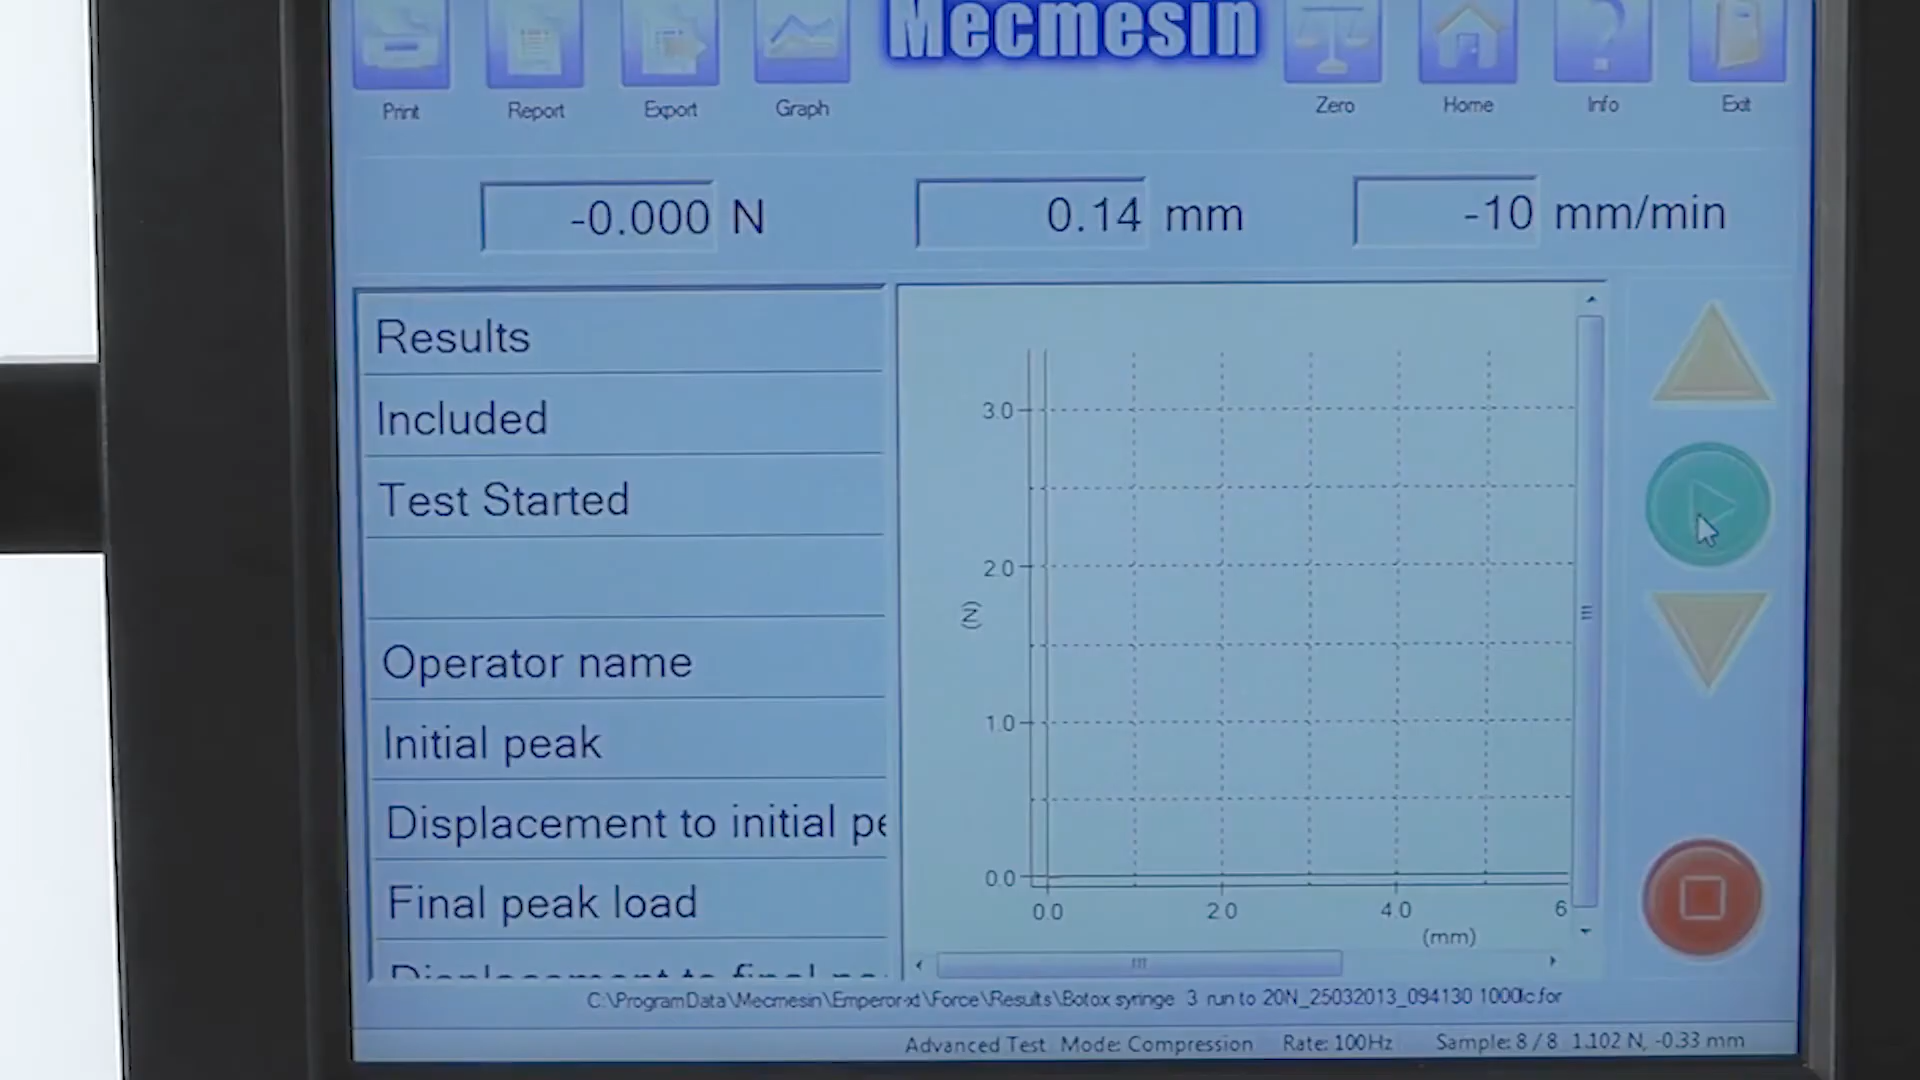 Mecmesin
Print
Report
Export
Graph
Zero
Home
Info
Exit
-0.000 N
0.14 mm
-10 mm/min
Results
Included
Test Started
Operator name
Initial peak
Displacement to initial pe
Final peak load
3.0
2.0
(N)
1.0
0.0
0.0 2.0 4.0 6
(mm)
C:\ProgramData\Mecmesin\Emperor-xt\Force\Results\Botox syringe 3 run to 20N_25032013_094130 1000lc.for
Advanced Test Mode: Compression Rate: 100Hz Sample: 8 / 8 1.102 N, -0.33 mm